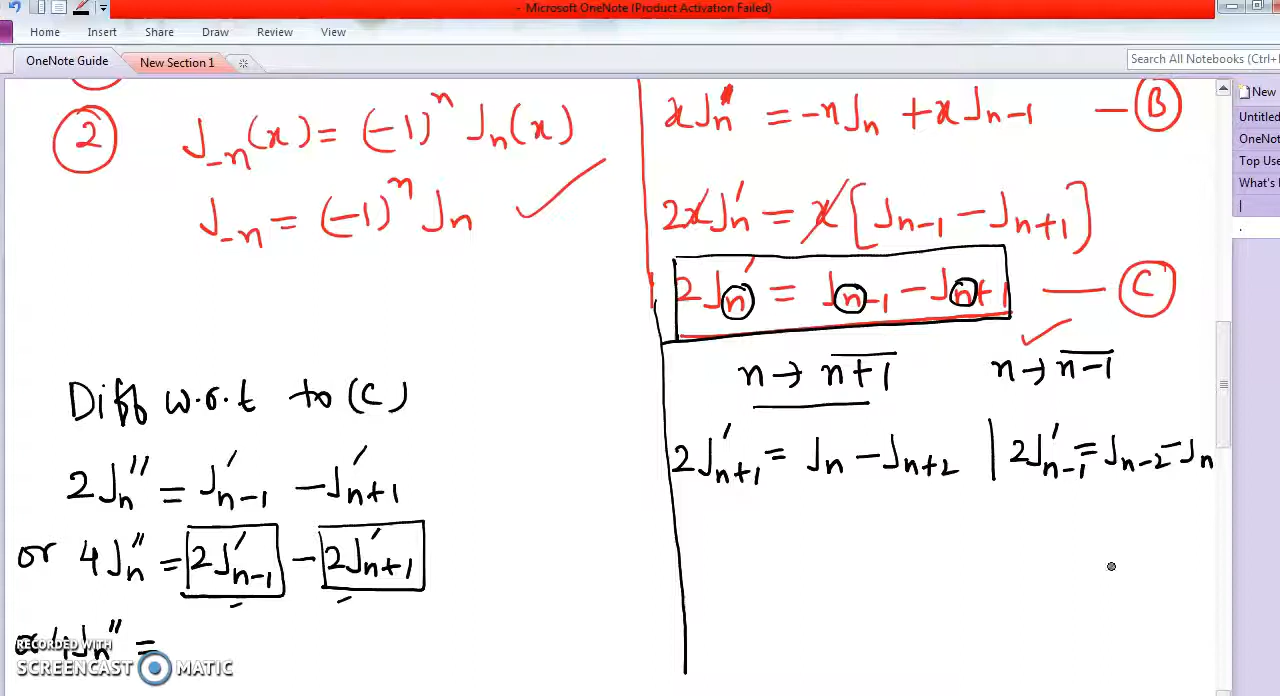 - Microsoft OneNote (Product Activation Failed)
Home Insert Share Draw Review View
OneNote Guide New Section 1 Search All Notebooks (Ctrl+
New
Untitled
OneNot
Top Use
What's
2 J₋ₙ(x) = (-1)ⁿ Jₙ(x)
J₋ₙ = (-1)ⁿ Jₙ ✓
xJₙ' = -nJₙ + xJₙ₋₁ — B
2xJₙ' = x[Jₙ₋₁ - Jₙ₊₁]
2Jₙ' = Jₙ₋₁ - Jₙ₊₁ — C
n → n+1 n → n-1 ✓
2J'ₙ₊₁ = Jₙ - Jₙ₊₂ | 2J'ₙ₋₁ = Jₙ₋₂ - Jₙ
Diff w.r.t to (C)
2Jₙ'' = J'ₙ₋₁ - J'ₙ₊₁
or 4Jₙ'' = 2J'ₙ₋₁ - 2J'ₙ₊₁
or 4Jₙ'' =
RECORDED WITH
SCREENCAST MATIC